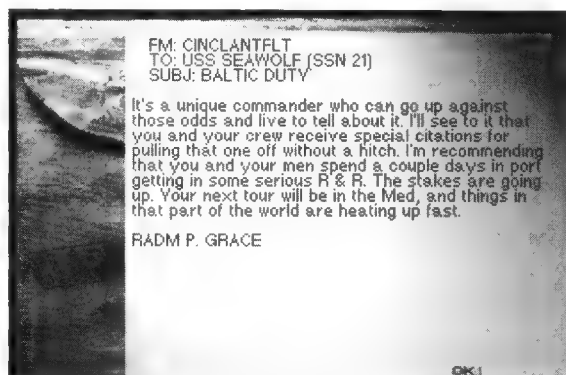 FM: CINCLANTFLT
TO: USS SEAWOLF (SSN 21)
SUBJ: BALTIC DUTY
It's a unique commander who can go up against
those odds and live to tell about it. I'll see to it that
you and your crew receive special citations for
pulling that one off without a hitch. I'm recommending
that you and your men spend a couple days in port
getting in some serious R & R. The stakes are going
up. Your next tour will be in the Med, and things in
that part of the world are heating up fast.
RADM P. GRACE
OK!